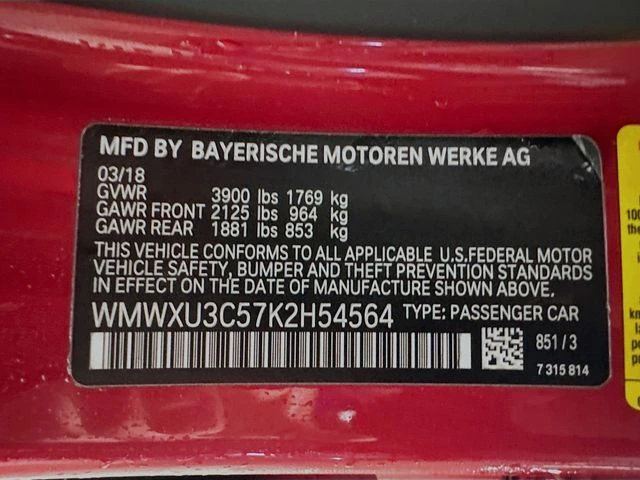 MFD BY BAYERISCHE MOTOREN WERKE AG
03/18
GVWR 3900 lbs 1769 kg
GAWR FRONT 2125 lbs 964 kg
GAWR REAR 1881 lbs 853 kg
THIS VEHICLE CONFORMS TO ALL APPLICABLE U.S.FEDERAL MOTOR
VEHICLE SAFETY, BUMPER AND THEFT PREVENTION STANDARDS
IN EFFECT ON THE DATE OF MANUFACTURE SHOWN ABOVE.
WMWXU3C57K2H54564 TYPE: PASSENGER CAR
851 / 3
7 315 814